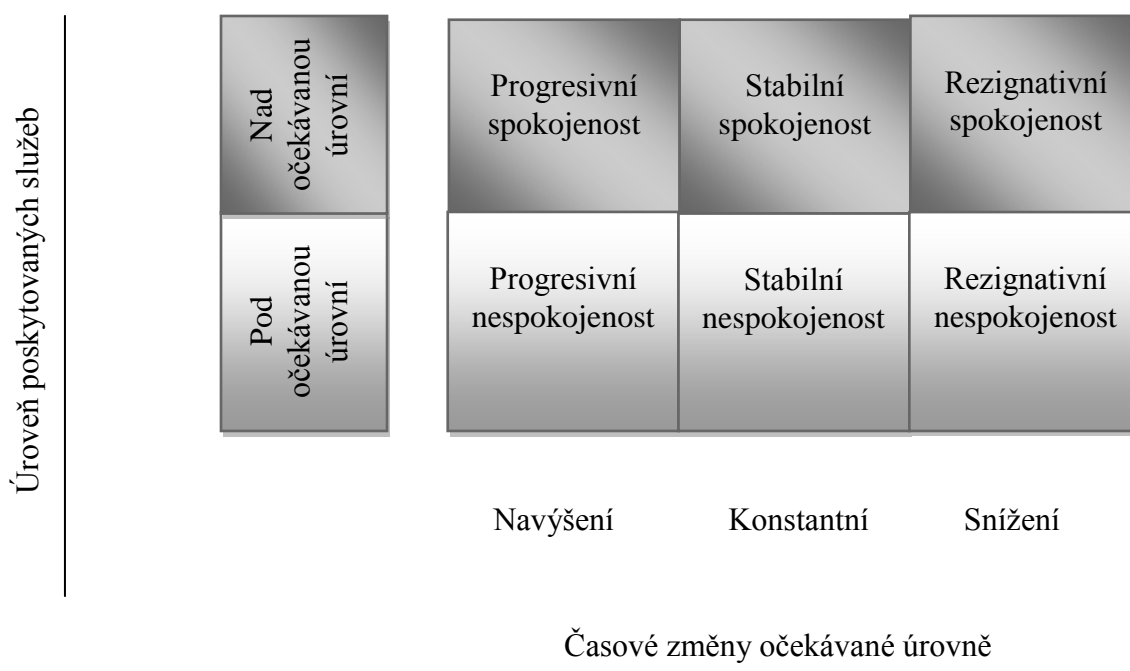 Úroveň poskytovaných služeb
Nad
očekávanou
úrovní
Progresivní
spokojenost
Stabilní
spokojenost
Rezignativní
spokojenost
Pod
očekávanou
úrovní
Progresivní
nespokojenost
Stabilní
nespokojenost
Rezignativní
nespokojenost
Navýšení
Konstantní
Snížení
Časové změny očekávané úrovně